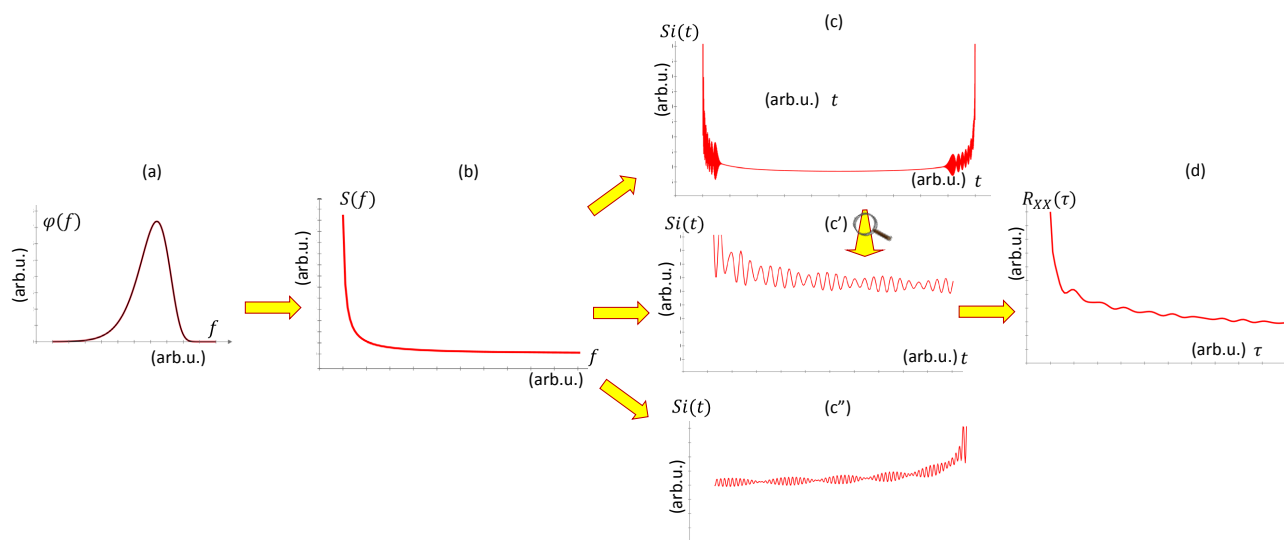 (a)
φ(f)
(arb.u.)
f
(arb.u.)
(b)
S(f)
(arb.u.)
f
(arb.u.)
(c)
Si(t)
(arb.u.)
(arb.u.) t
(arb.u.) t
(c')
Si(t)
(arb.u.)
(arb.u.) t
(c”)
Si(t)
(arb.u.)
(d)
R_XX(τ)
(arb.u.)
(arb.u.) τ